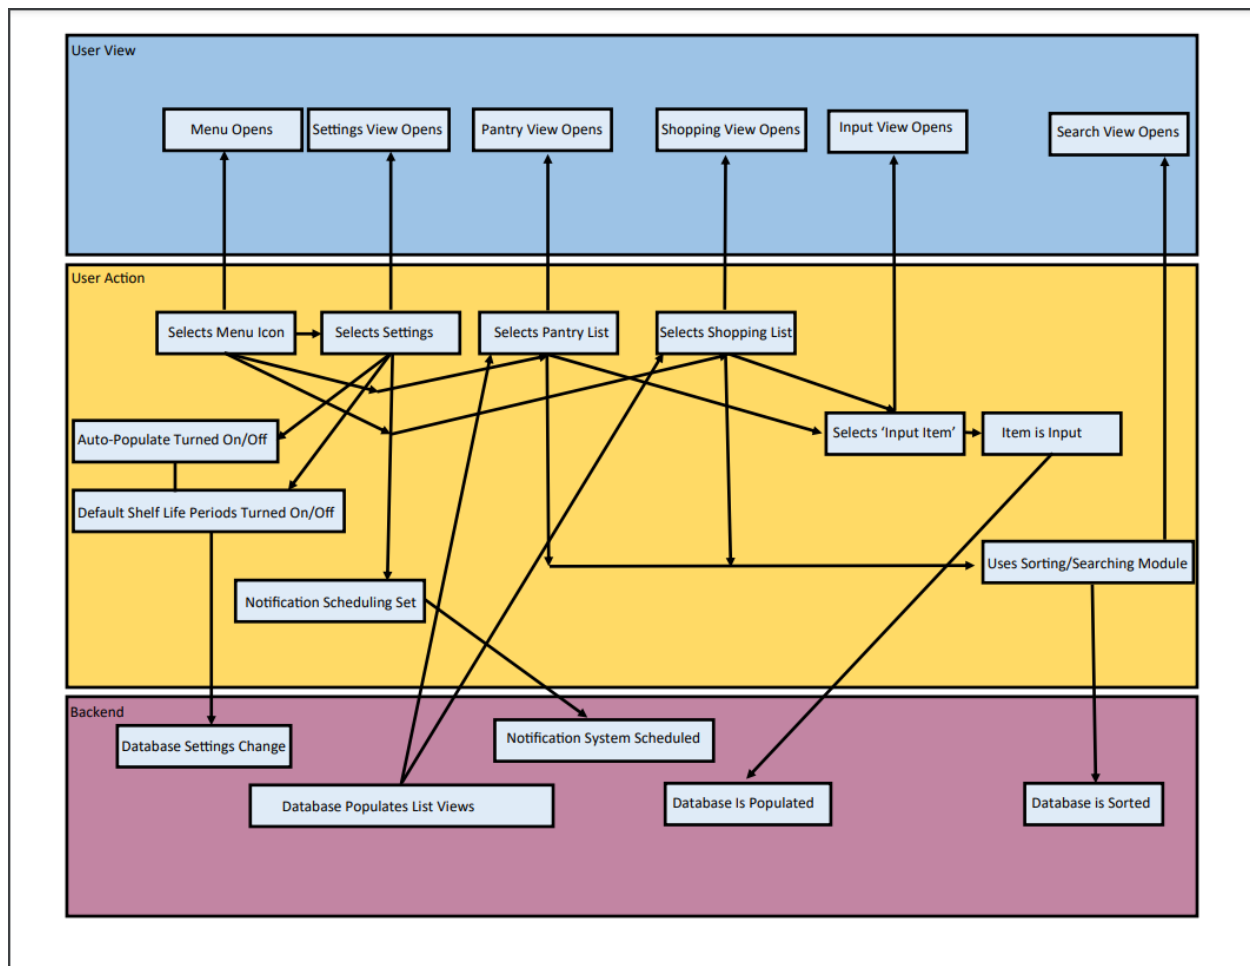 User View
Menu Opens
Settings View Opens
Pantry View Opens
Shopping View Opens
Input View Opens
Search View Opens
User Action
Selects Menu Icon
Selects Settings
Selects Pantry List
Selects Shopping List
Auto-Populate Turned On/Off
Selects ‘Input Item’
Item is Input
Default Shelf Life Periods Turned On/Off
Uses Sorting/Searching Module
Notification Scheduling Set
Backend
Database Settings Change
Notification System Scheduled
Database Populates List Views
Database Is Populated
Database is Sorted